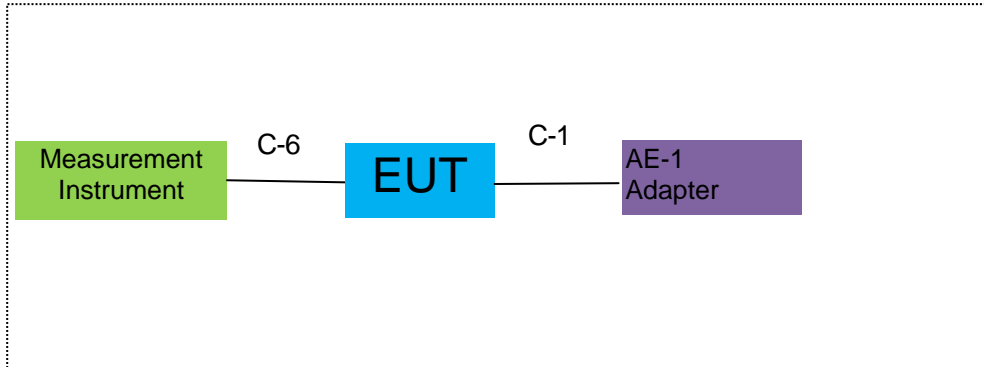 Measurement
Instrument
C-6
EUT
C-1
AE-1
Adapter